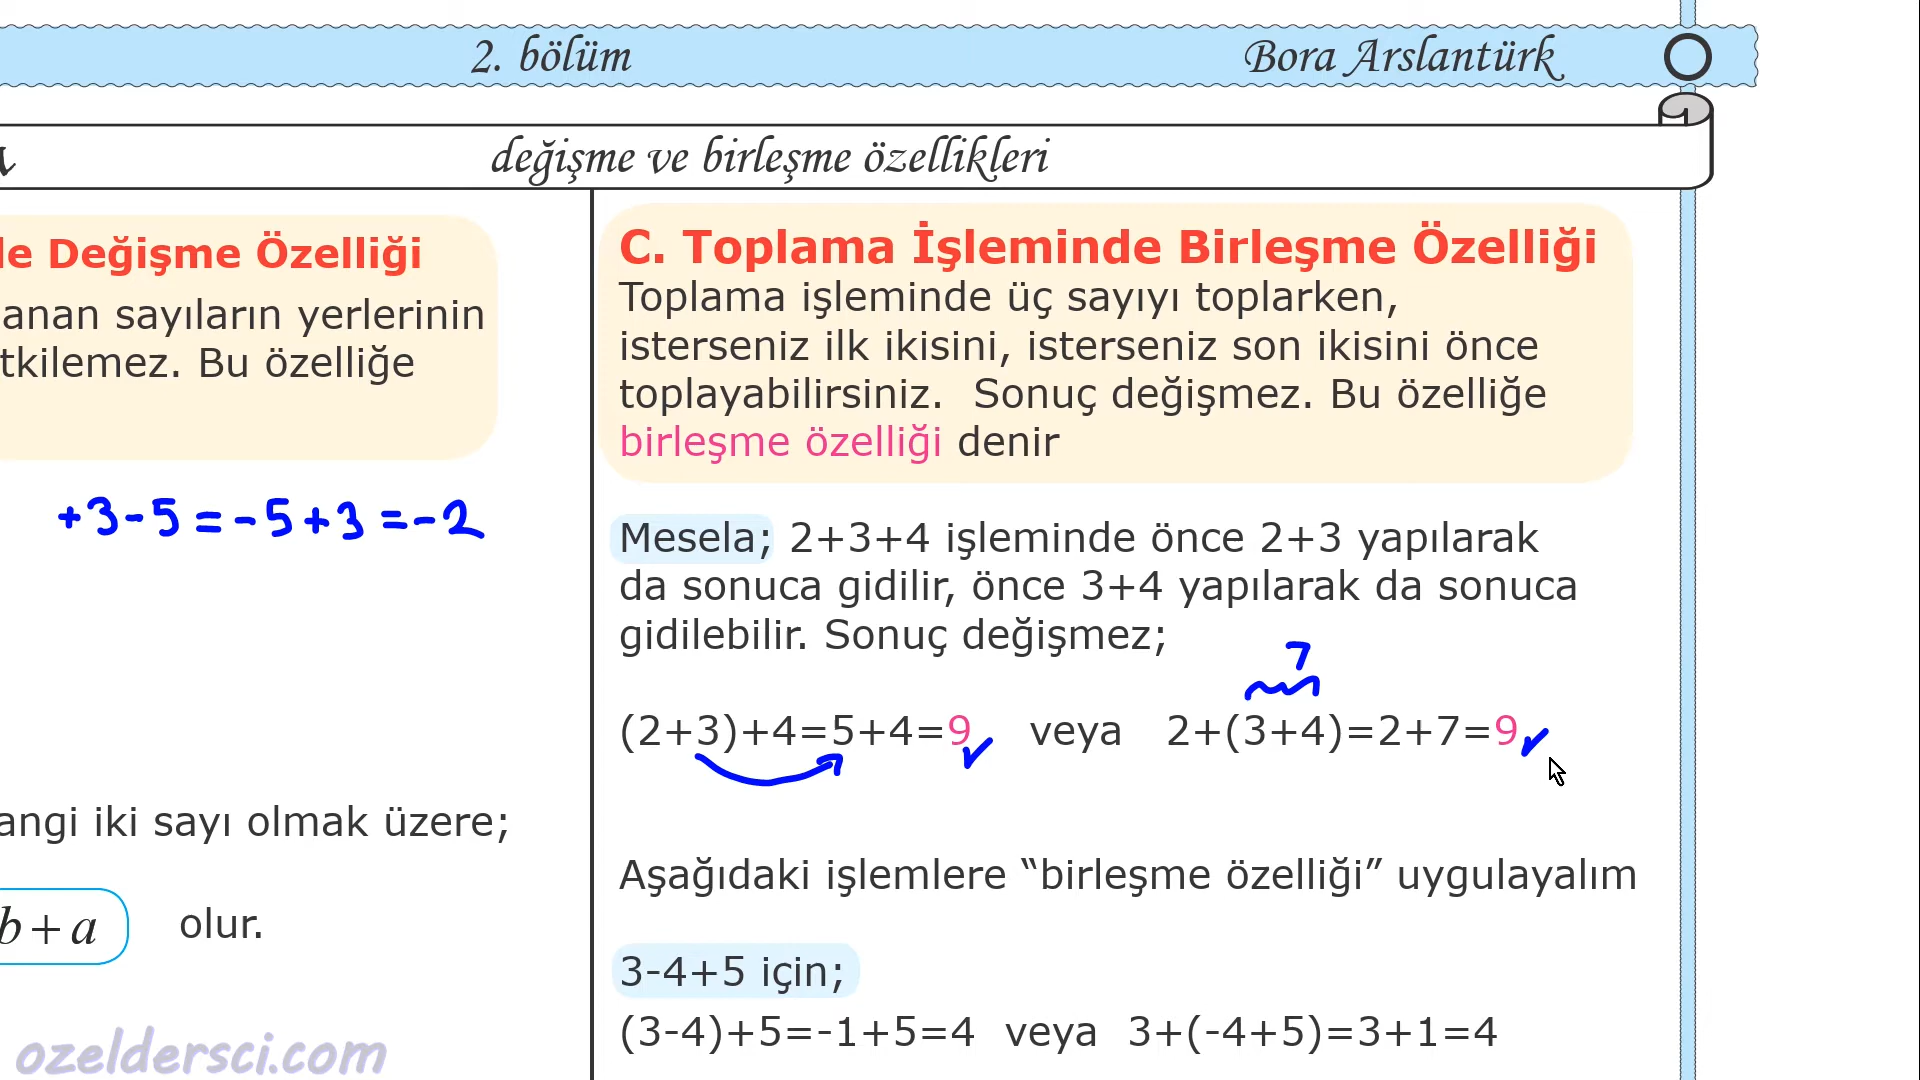 2. bölüm
Bora Arslantürk
değişme ve birleşme özellikleri
le Değişme Özelliği
anan sayıların yerlerinin
tkilemez. Bu özelliğe
+3-5=-5+3=-2
angi iki sayı olmak üzere;
b+a olur.
ozeldersci.com
C. Toplama İşleminde Birleşme Özelliği
Toplama işleminde üç sayıyı toplarken,
isterseniz ilk ikisini, isterseniz son ikisini önce
toplayabilirsiniz. Sonuç değişmez. Bu özelliğe
birleşme özelliği denir
Mesela; 2+3+4 işleminde önce 2+3 yapılarak
da sonuca gidilir, önce 3+4 yapılarak da sonuca
gidilebilir. Sonuç değişmez;
7
(2+3)+4=5+4=9 veya 2+(3+4)=2+7=9
Aşağıdaki işlemlere “birleşme özelliği” uygulayalım
3-4+5 için;
(3-4)+5=-1+5=4 veya 3+(-4+5)=3+1=4